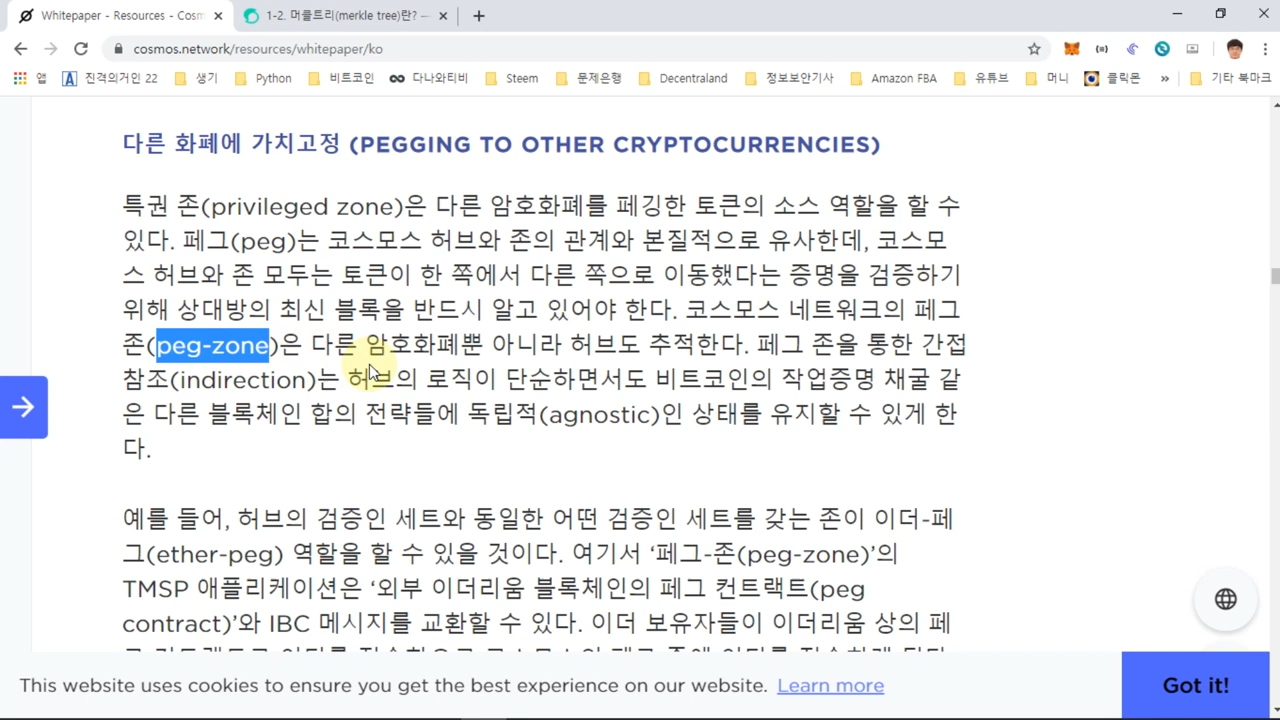 Whitepaper - Resources - Cosm
1-2. 머클트리(merkle tree)란? –
cosmos.network/resources/whitepaper/ko
앱 진격의거인 22 생기 Python 비트코인 다나와티비 Steem 문제은행 Decentraland 정보보안기사 Amazon FBA 유튜브 머니 클릭몬 » 기타 북마크
다른 화폐에 가치고정 (PEGGING TO OTHER CRYPTOCURRENCIES)
특권 존(privileged zone)은 다른 암호화폐를 페깅한 토큰의 소스 역할을 할 수
있다. 페그(peg)는 코스모스 허브와 존의 관계와 본질적으로 유사한데, 코스모
스 허브와 존 모두는 토큰이 한 쪽에서 다른 쪽으로 이동했다는 증명을 검증하기
위해 상대방의 최신 블록을 반드시 알고 있어야 한다. 코스모스 네트워크의 페그
존(peg-zone)은 다른 암호화폐뿐 아니라 허브도 추적한다. 페그 존을 통한 간접
참조(indirection)는 허브의 로직이 단순하면서도 비트코인의 작업증명 채굴 같
은 다른 블록체인 합의 전략들에 독립적(agnostic)인 상태를 유지할 수 있게 한
다.
예를 들어, 허브의 검증인 세트와 동일한 어떤 검증인 세트를 갖는 존이 이더-페
그(ether-peg) 역할을 할 수 있을 것이다. 여기서 ‘페그-존(peg-zone)’의
TMSP 애플리케이션은 ‘외부 이더리움 블록체인의 페그 컨트랙트(peg
contract)’와 IBC 메시지를 교환할 수 있다. 이더 보유자들이 이더리움 상의 페
This website uses cookies to ensure you get the best experience on our website. Learn more
Got it!